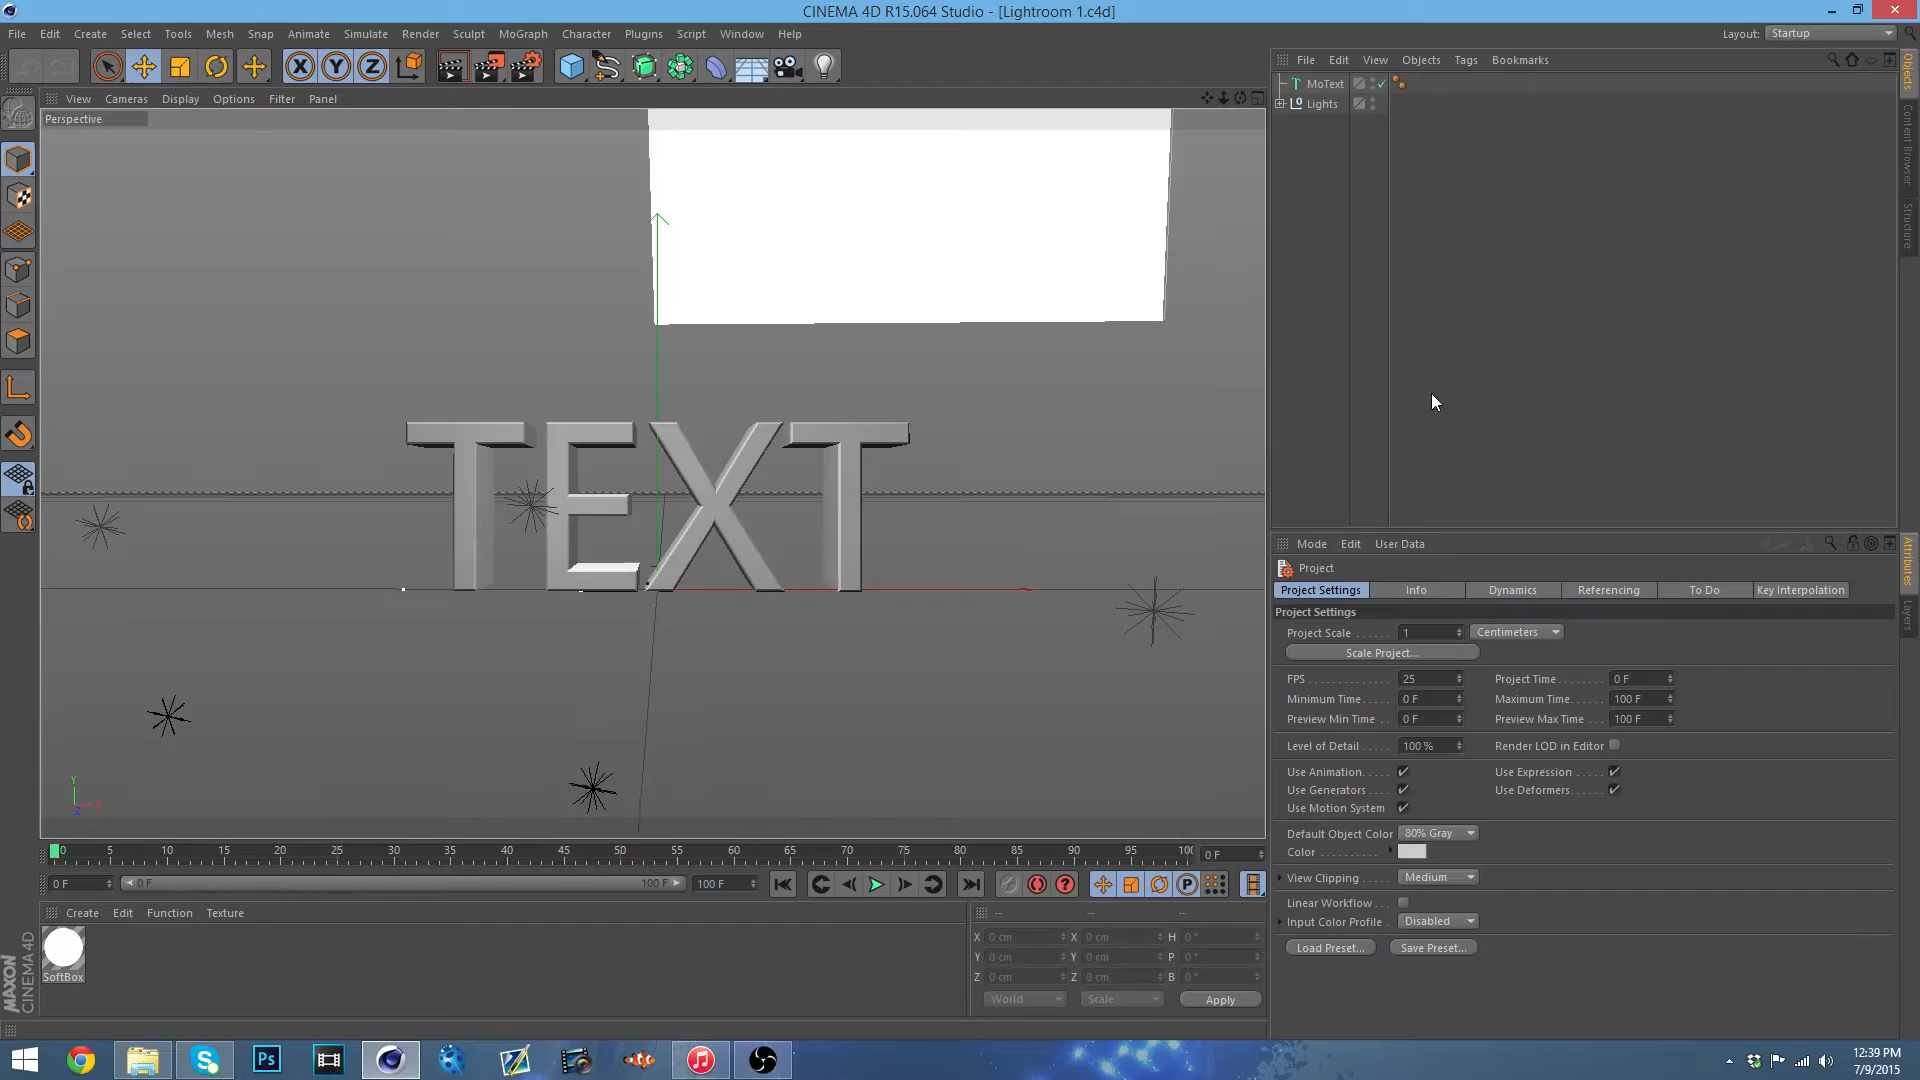 CINEMA 4D R15.064 Studio - [Lightroom 1.c4d]
File Edit Create Select Tools Mesh Snap Animate Simulate Render Sculpt MoGraph Character Plugins Script Window Help
Layout: Startup
X Y Z
File Edit View Objects Tags Bookmarks
MoText
Lights
Objects
Content Browser
Structure
View Cameras Display Options Filter Panel
Perspective
TEXT
Y
X
Z
Mode Edit User Data
Project
Project Settings Info Dynamics Referencing To Do Key Interpolation
Project Settings
Project Scale . . . . . . 1 Centimeters
Scale Project...
FPS 25 Project Time 0 F
Minimum Time 0 F Maximum Time 100 F
Preview Min Time 0 F Preview Max Time 100 F
Level of Detail 100 % Render LOD in Editor
Use Animation Use Expression
Use Generators Use Deformers
Use Motion System
Default Object Color 80% Gray
Color
View Clipping Medium
Linear Workflow
Input Color Profile Disabled
Load Preset... Save Preset...
Attributes
Layers
0 5 10 15 20 25 30 35 40 45 50 55 60 65 70 75 80 85 90 95 100 0 F
0 F 0 F 100 F 100 F
P
Create Edit Function Texture
SoftBox
-- -- --
X 0 cm X 0 cm H 0 °
Y 0 cm Y 0 cm P 0 °
Z 0 cm Z 0 cm B 0 °
World Scale Apply
MAXON
CINEMA 4D
Ps
12:39 PM
7/9/2015